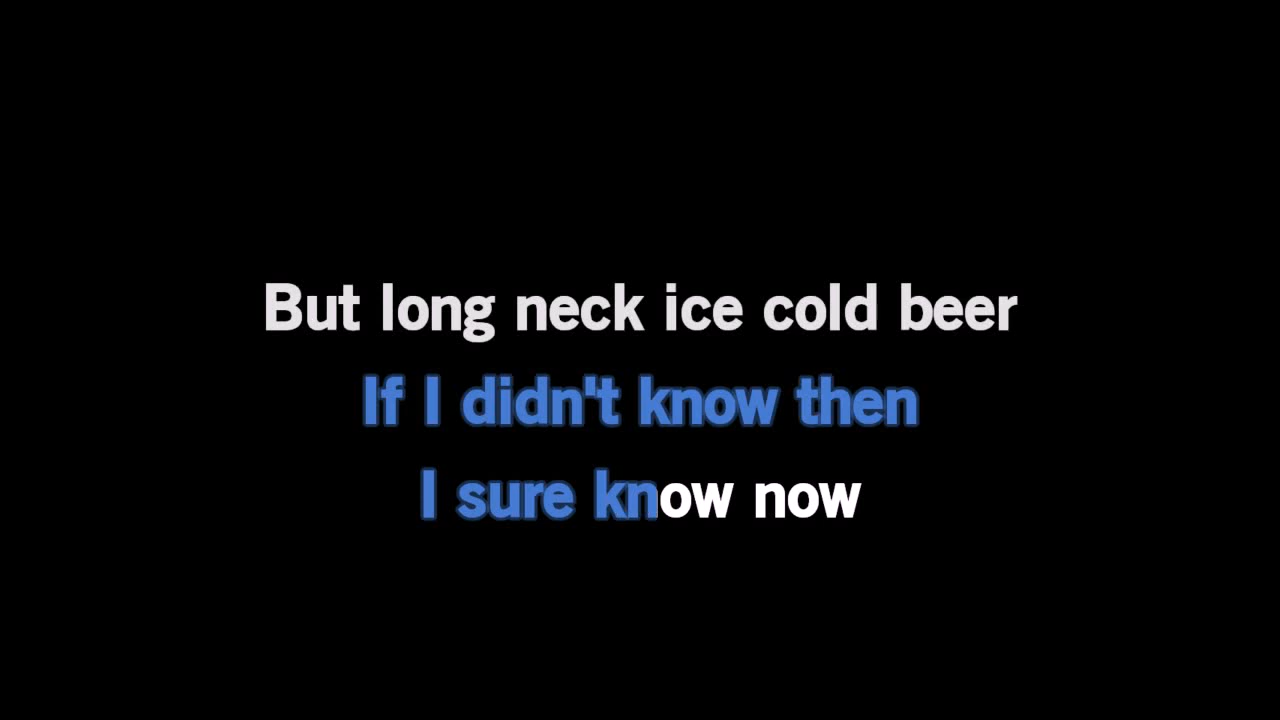 But long neck ice cold beer
If I didn't know then
I sure know now